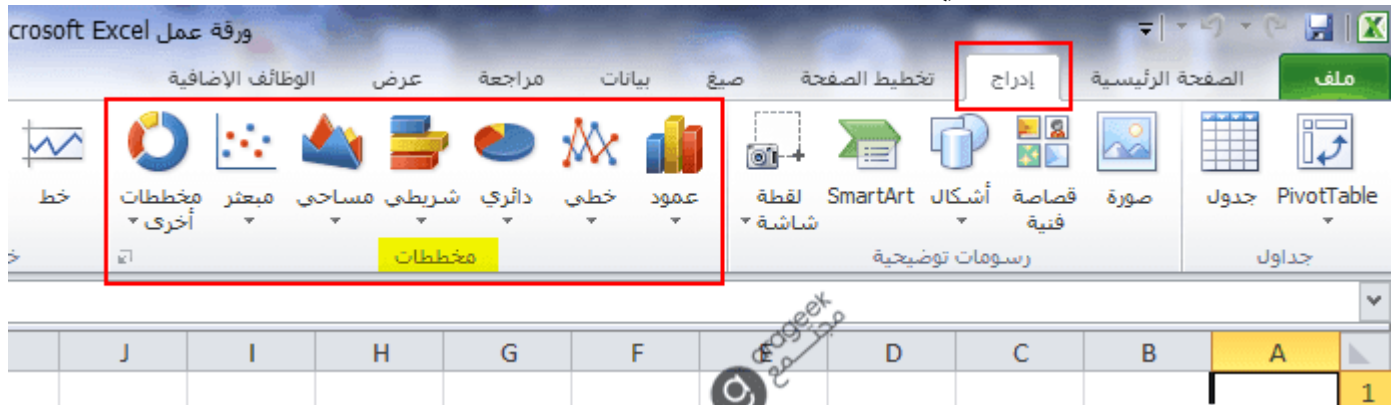 ورقة عمل crosoft Excel
ملف
الصفحة الرئيسية
إدراج
تخطيط الصفحة
صيغ
بيانات
مراجعة
عرض
الوظائف الإضافية
PivotTable
جدول
صورة
قصاصة
فنية
أشكال
SmartArt
لقطة
شاشة
عمود
خطي
دائري
شريطي
مساحي
مبعثر
مخططات
أخرى
خط
جداول
رسومات توضيحية
مخططات
A
B
C
D
E
F
G
H
I
J
1
arageek
مجتمع